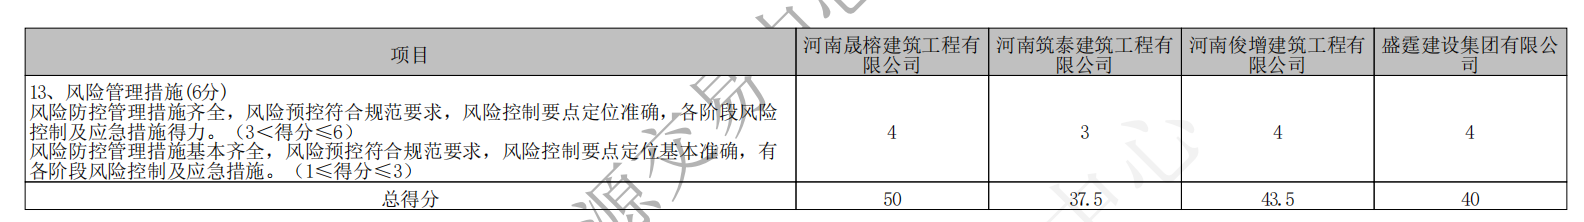 项目
河南晟榕建筑工程有
限公司
河南筑泰建筑工程有
限公司
河南俊增建筑工程有
限公司
盛霆建设集团有限公
司
13、风险管理措施(6分)
风险防控管理措施齐全，风险预控符合规范要求，风险控制要点定位准确，各阶段风险
控制及应急措施得力。（3＜得分≤6）
风险防控管理措施基本齐全，风险预控符合规范要求，风险控制要点定位基本准确，有
各阶段风险控制及应急措施。（1≤得分≤3）
4
3
4
4
总得分
50
37.5
43.5
40
源交易中心
中心